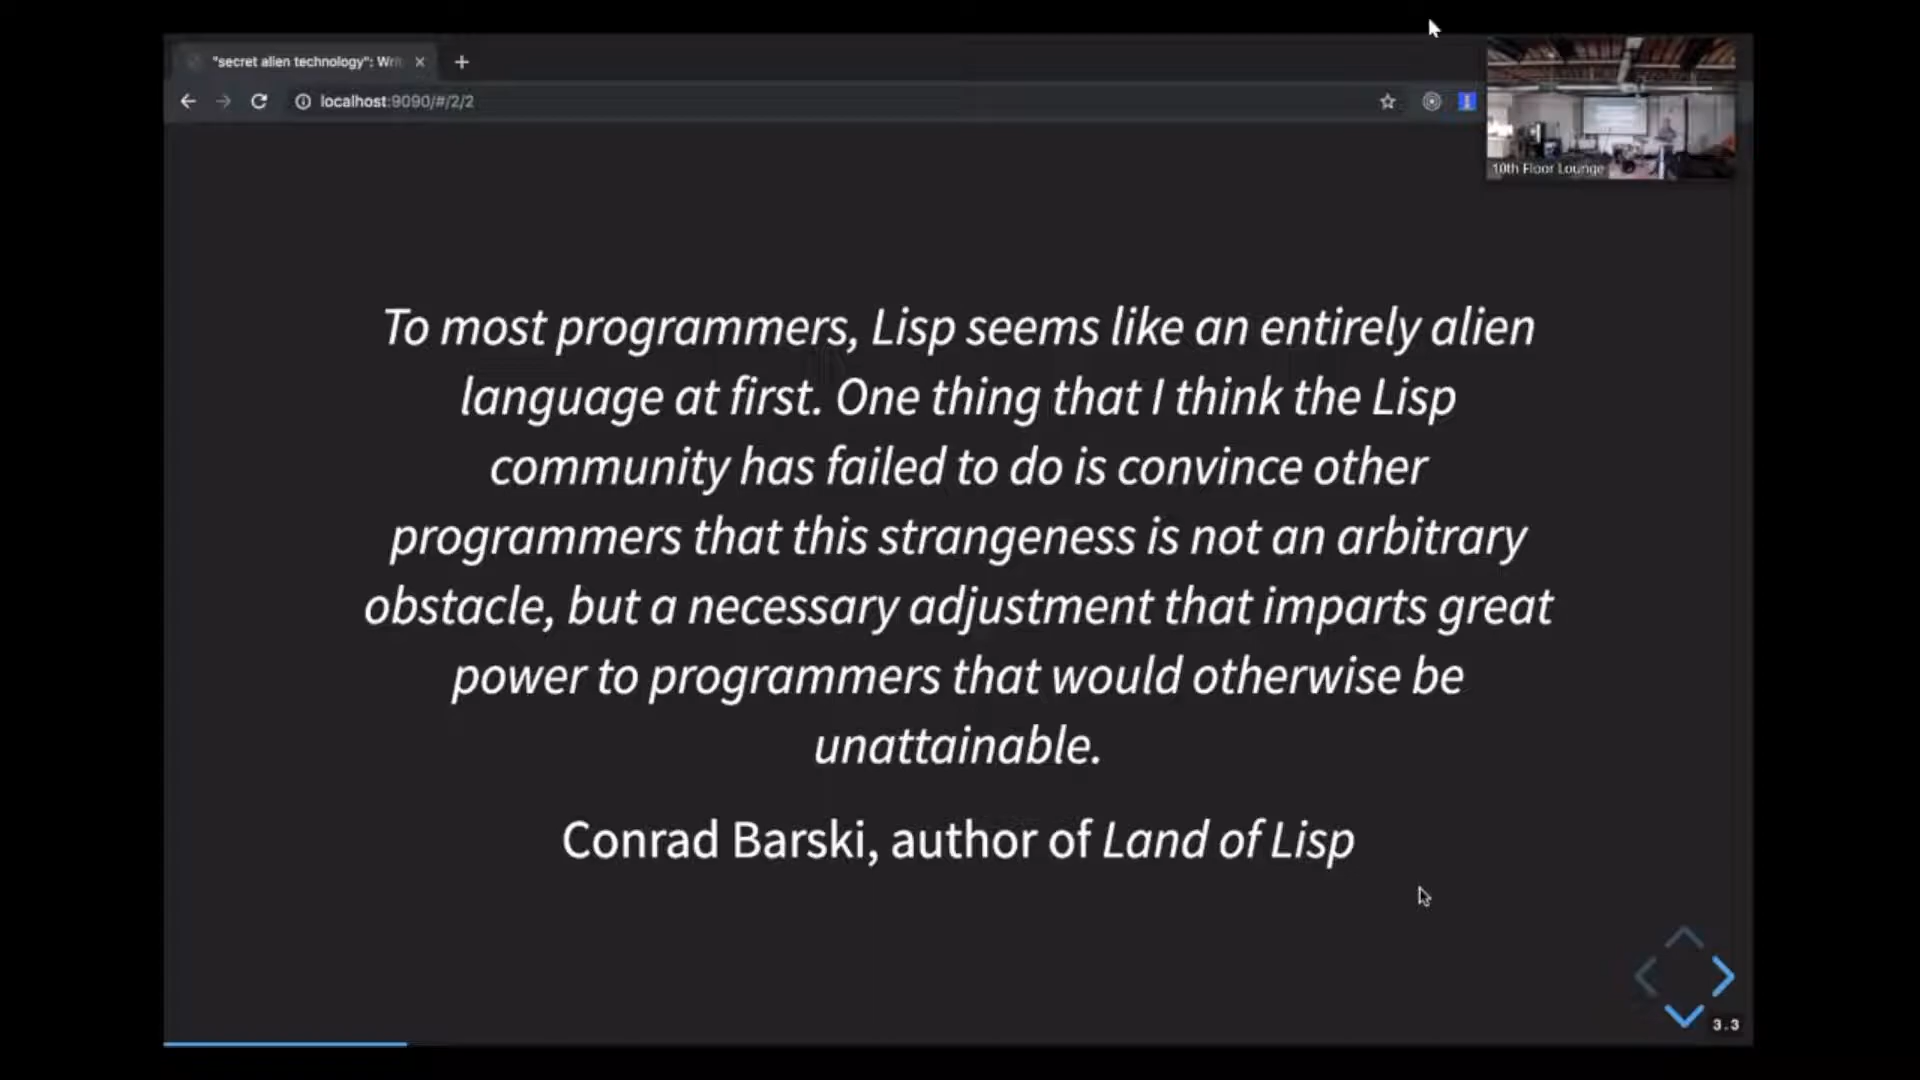 "secret alien technology": Wri
localhost:9090/#/2/2
10th Floor Lounge
To most programmers, Lisp seems like an entirely alien
language at first. One thing that I think the Lisp
community has failed to do is convince other
programmers that this strangeness is not an arbitrary
obstacle, but a necessary adjustment that imparts great
power to programmers that would otherwise be
unattainable.
Conrad Barski, author of Land of Lisp
3.3